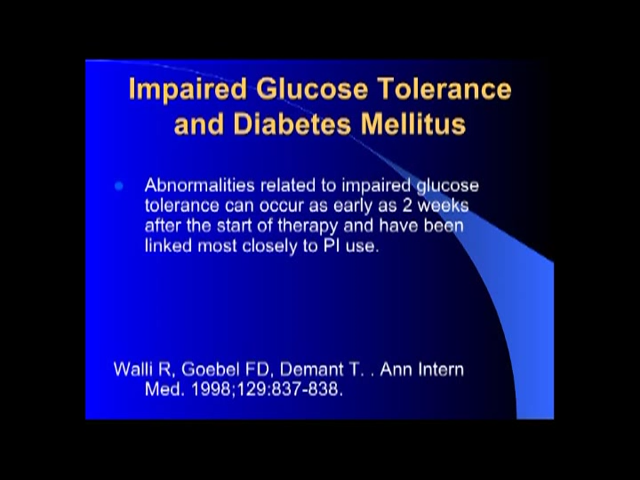 Impaired Glucose Tolerance
and Diabetes Mellitus
Abnormalities related to impaired glucose
tolerance can occur as early as 2 weeks
after the start of therapy and have been
linked most closely to PI use.
Walli R, Goebel FD, Demant T. . Ann Intern
Med. 1998;129:837-838.